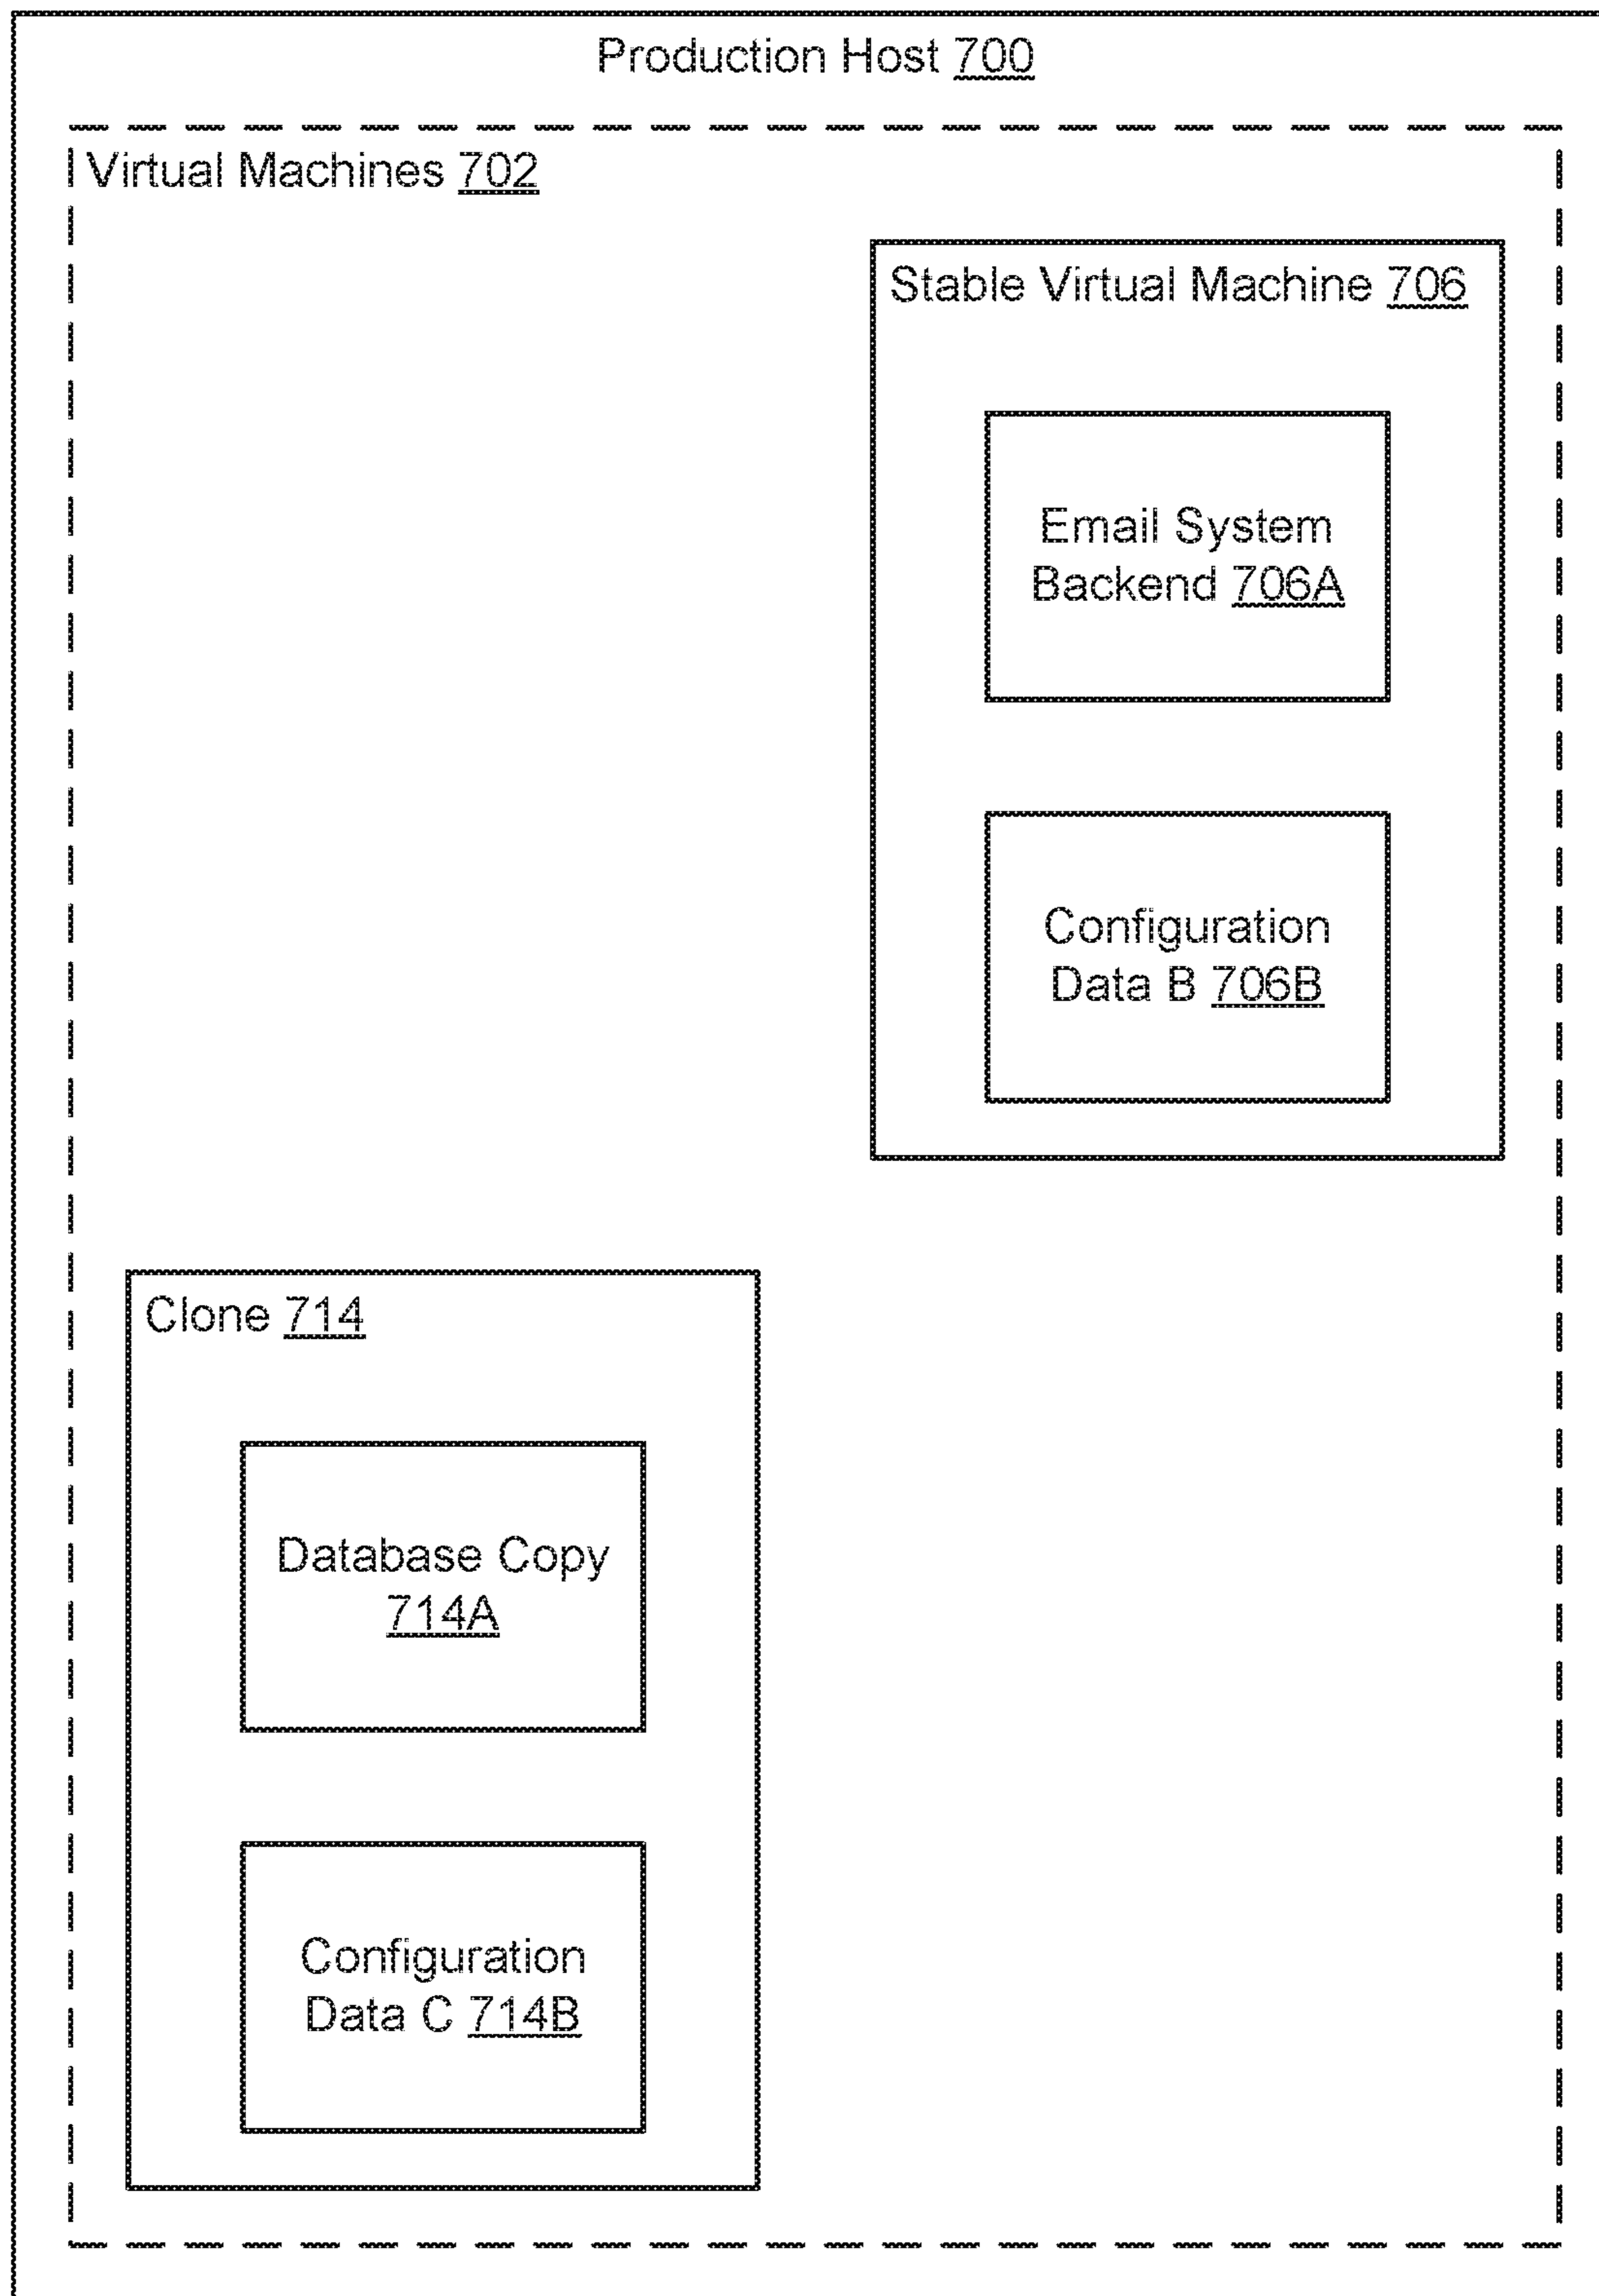 Production Host 700
Virtual Machines 702
Stable Virtual Machine 706
Email System
Backend 706A
Configuration
Data B 706B
Clone 714
Database Copy
714A
Configuration
Data C 714B